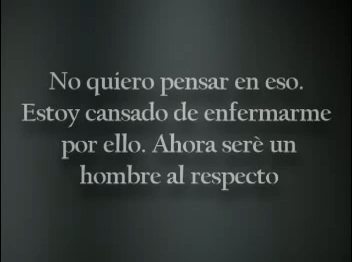 No quiero pensar en eso.
Estoy cansado de enfermarme
por ello. Ahora serè un
hombre al respecto